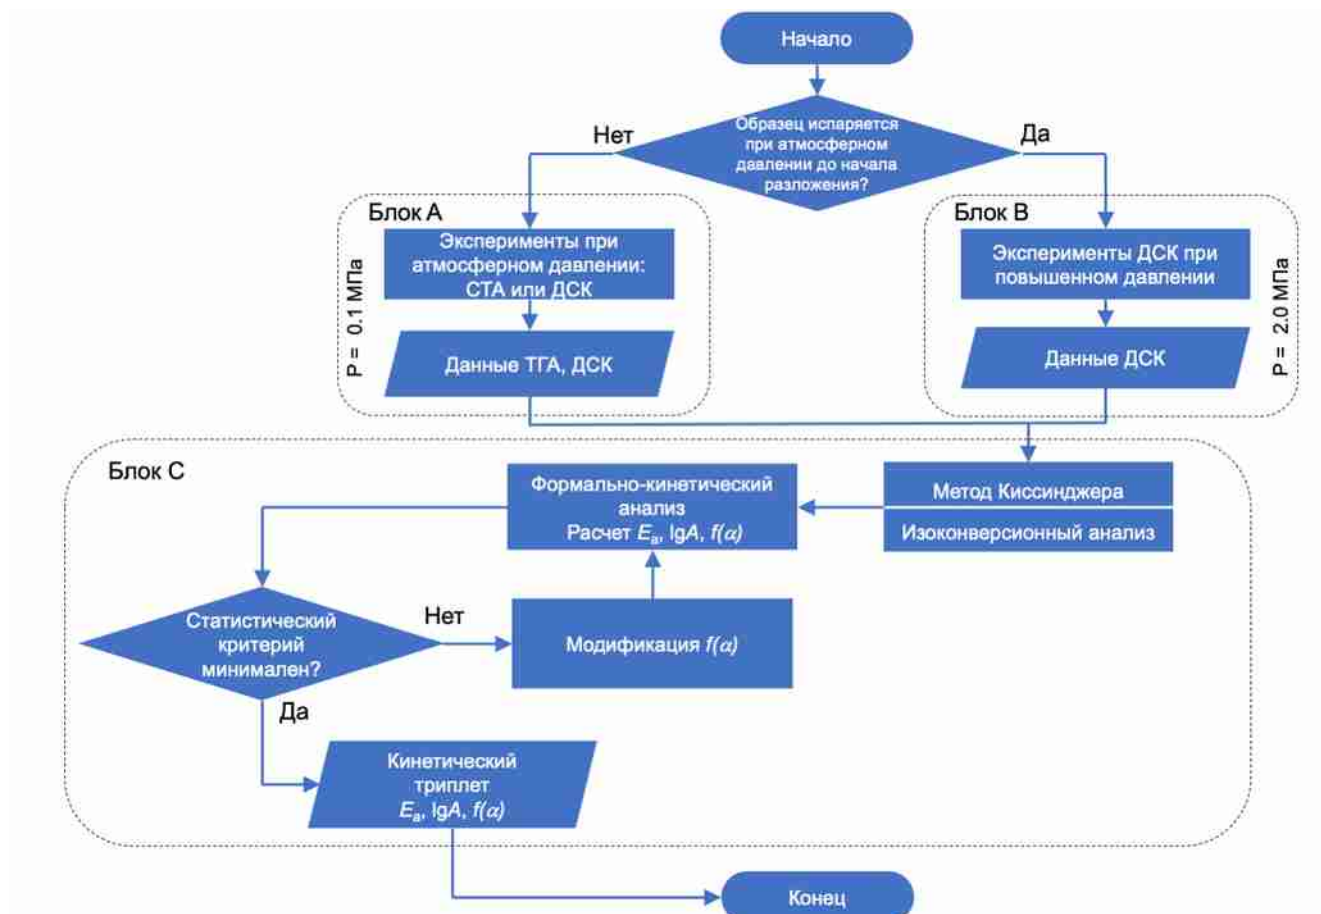 Начало
Образец испаряется
при атмосферном
давлении до начала
разложения?
Нет
Да
Блок А
Эксперименты при
атмосферном давлении:
СТА или ДСК
Данные ТГА, ДСК
P = 0.1 МПа
Блок В
Эксперименты ДСК при
повышенном давлении
Данные ДСК
P = 2.0 МПа
Блок С
Метод Киссинджера
Изоконверсионный анализ
Формально-кинетический
анализ
Расчет Eₐ, lgA, f(α)
Статистический
критерий
минимален?
Нет
Модификация f(α)
Да
Кинетический
триплет
Eₐ, lgA, f(α)
Конец